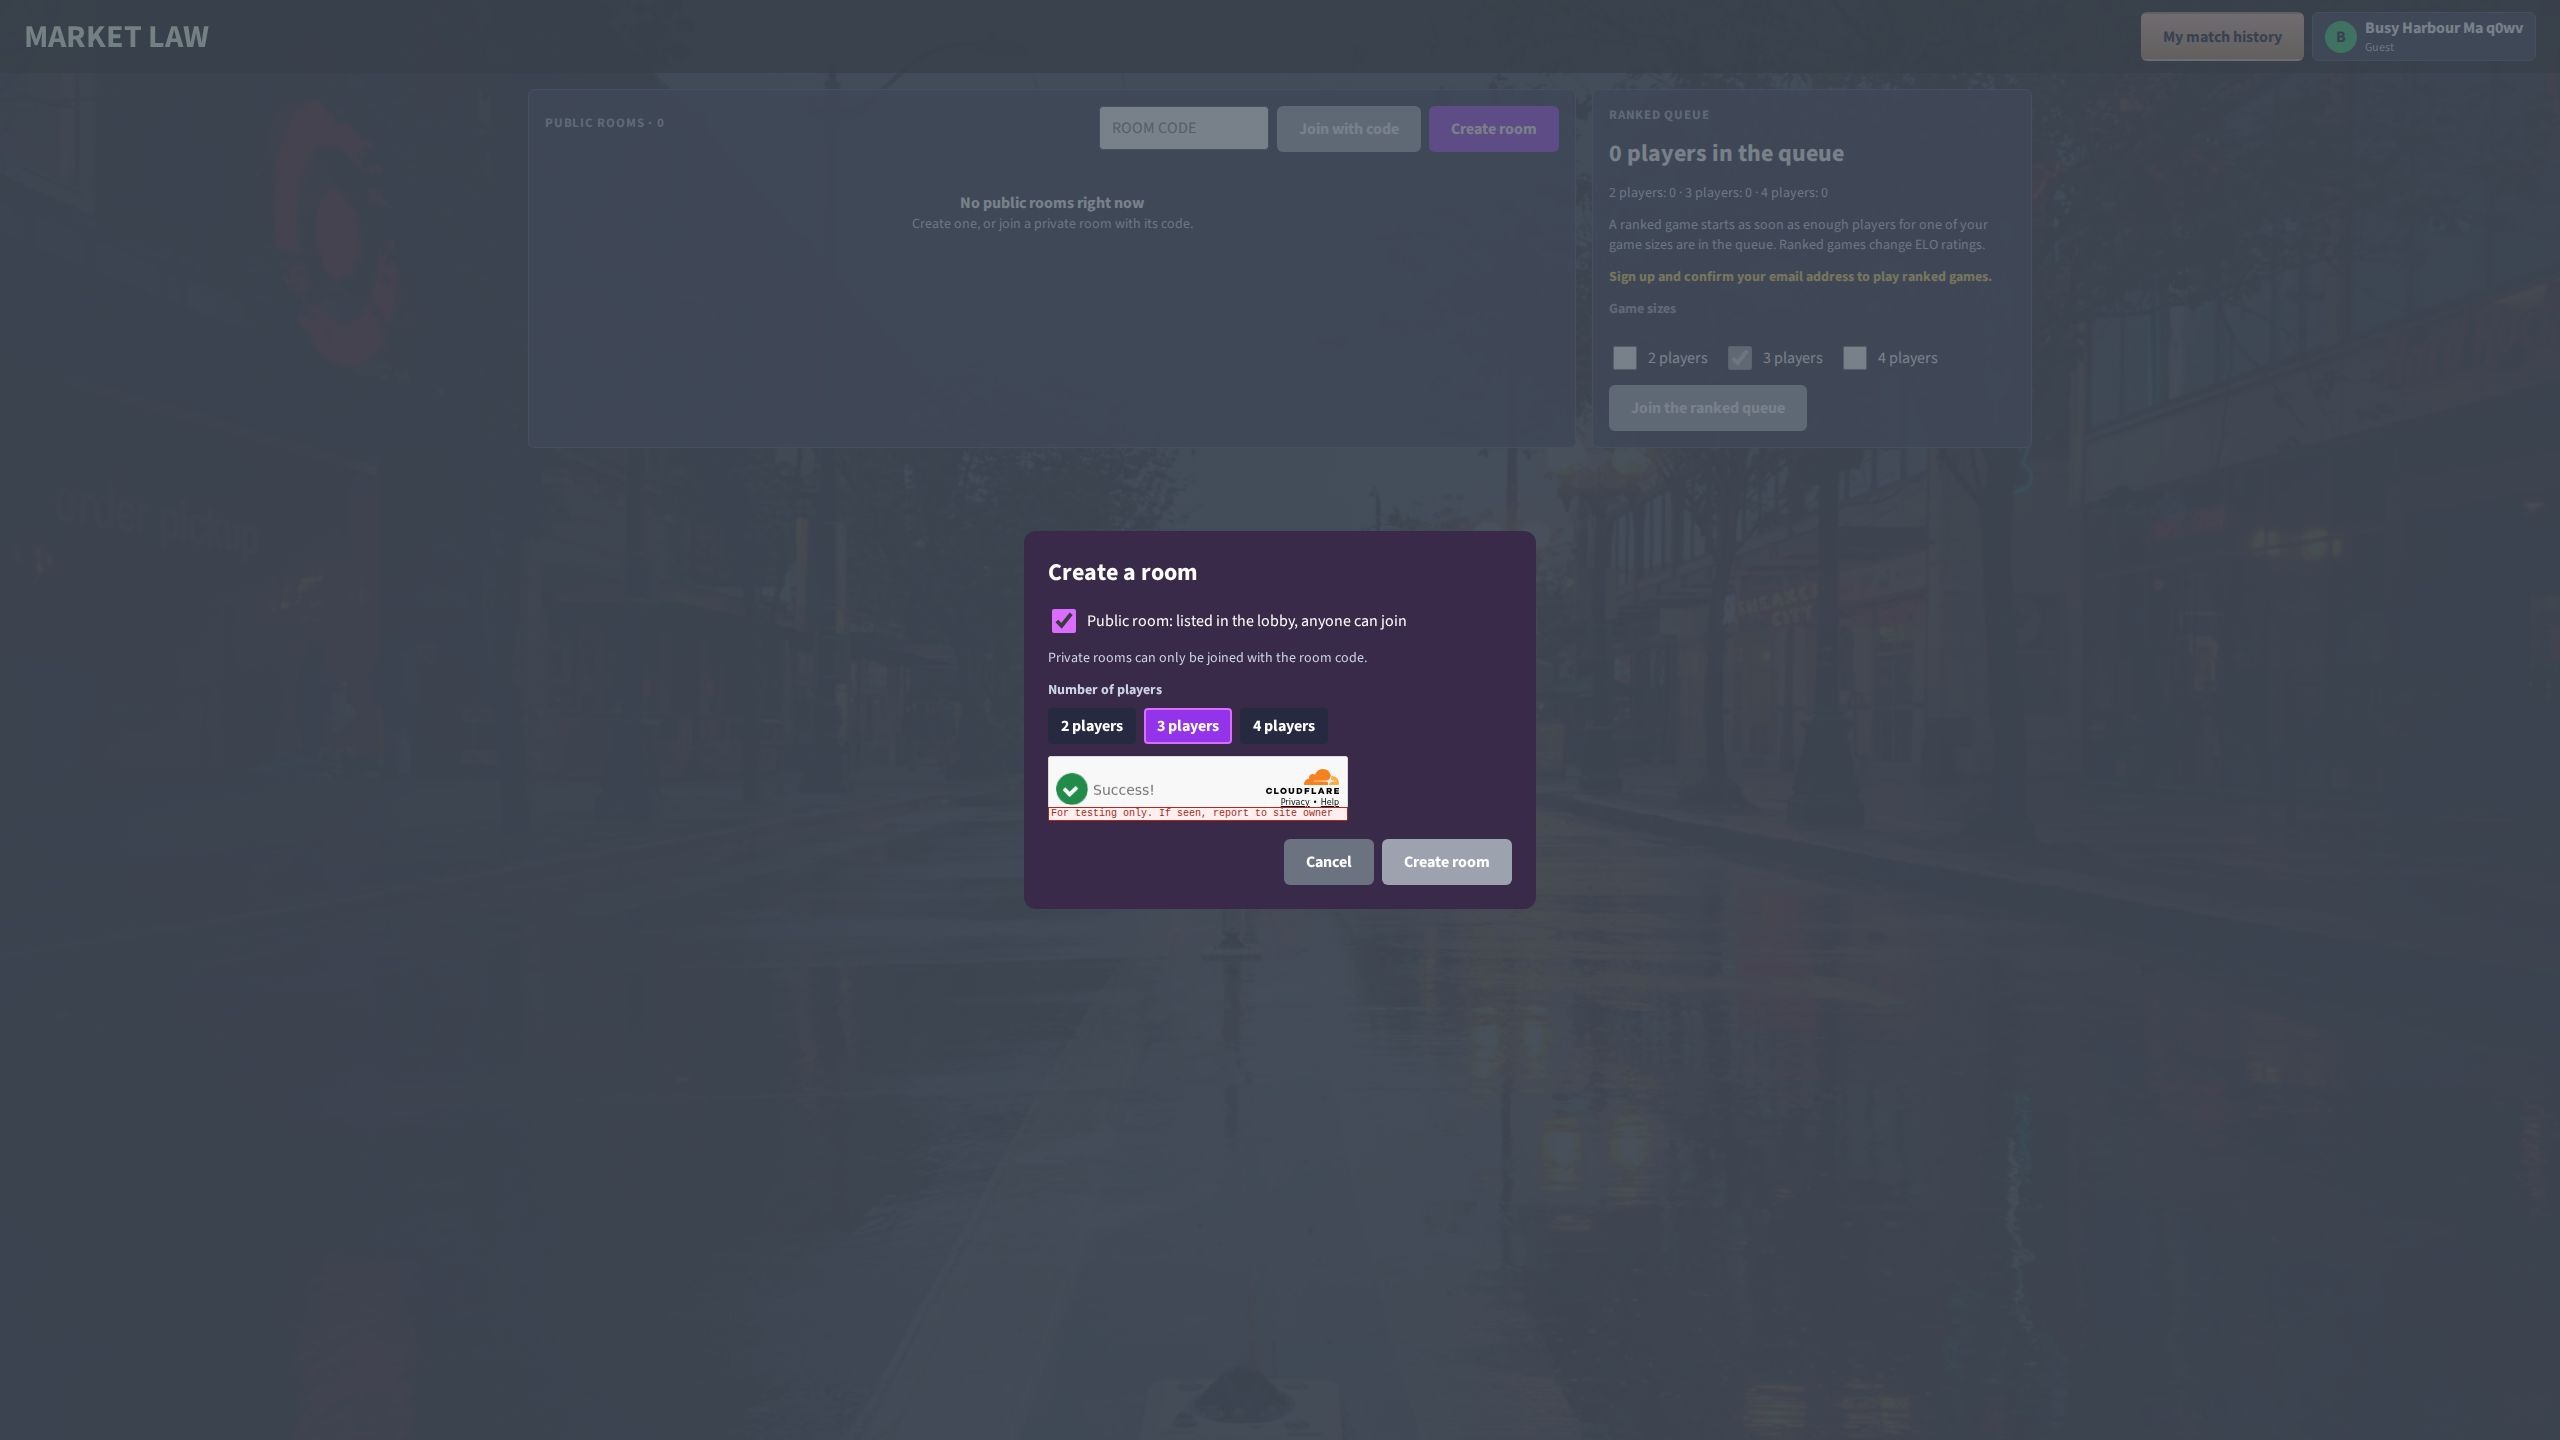 MARKET LAW
My match history
B
Busy Harbour Ma q0wv
Guest
PUBLIC ROOMS · 0
ROOM CODE
Join with code
Create room
No public rooms right now
Create one, or join a private room with its code.
RANKED QUEUE
0 players in the queue
2 players: 0 · 3 players: 0 · 4 players: 0
A ranked game starts as soon as enough players for one of your
game sizes are in the queue. Ranked games change ELO ratings.
Sign up and confirm your email address to play ranked games.
Game sizes
2 players
3 players
4 players
Join the ranked queue
order pickup
SNEAKER
CITY
Create a room
Public room: listed in the lobby, anyone can join
Private rooms can only be joined with the room code.
Number of players
2 players
3 players
4 players
Success!
CLOUDFLARE
Privacy • Help
For testing only. If seen, report to site owner
Cancel
Create room